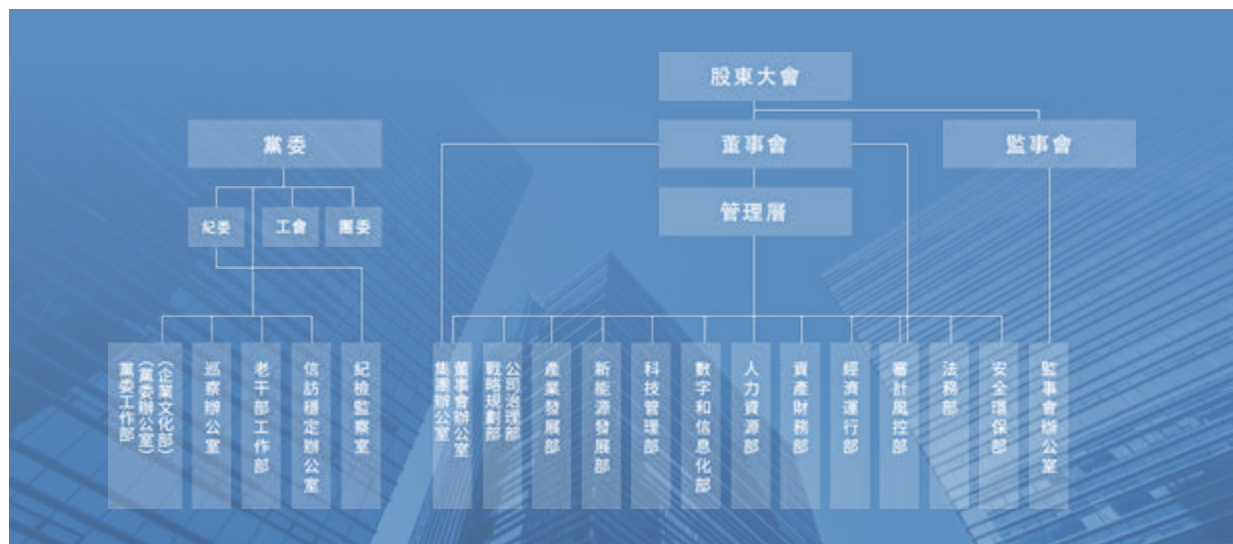 股東大會
黨委
董事會
監事會
管理層
紀委
工會
團委
黨委工作部
(黨委辦公室)
(企業文化部)
巡察辦公室
老干部工作部
信訪穩定辦公室
紀檢監察室
集團辦公室
董事會辦公室
戰略規劃部
公司治理部
產業發展部
新能源發展部
科技管理部
數字和信息化部
人力資源部
資產財務部
經濟運行部
審計風控部
法務部
安全環保部
監事會辦公室